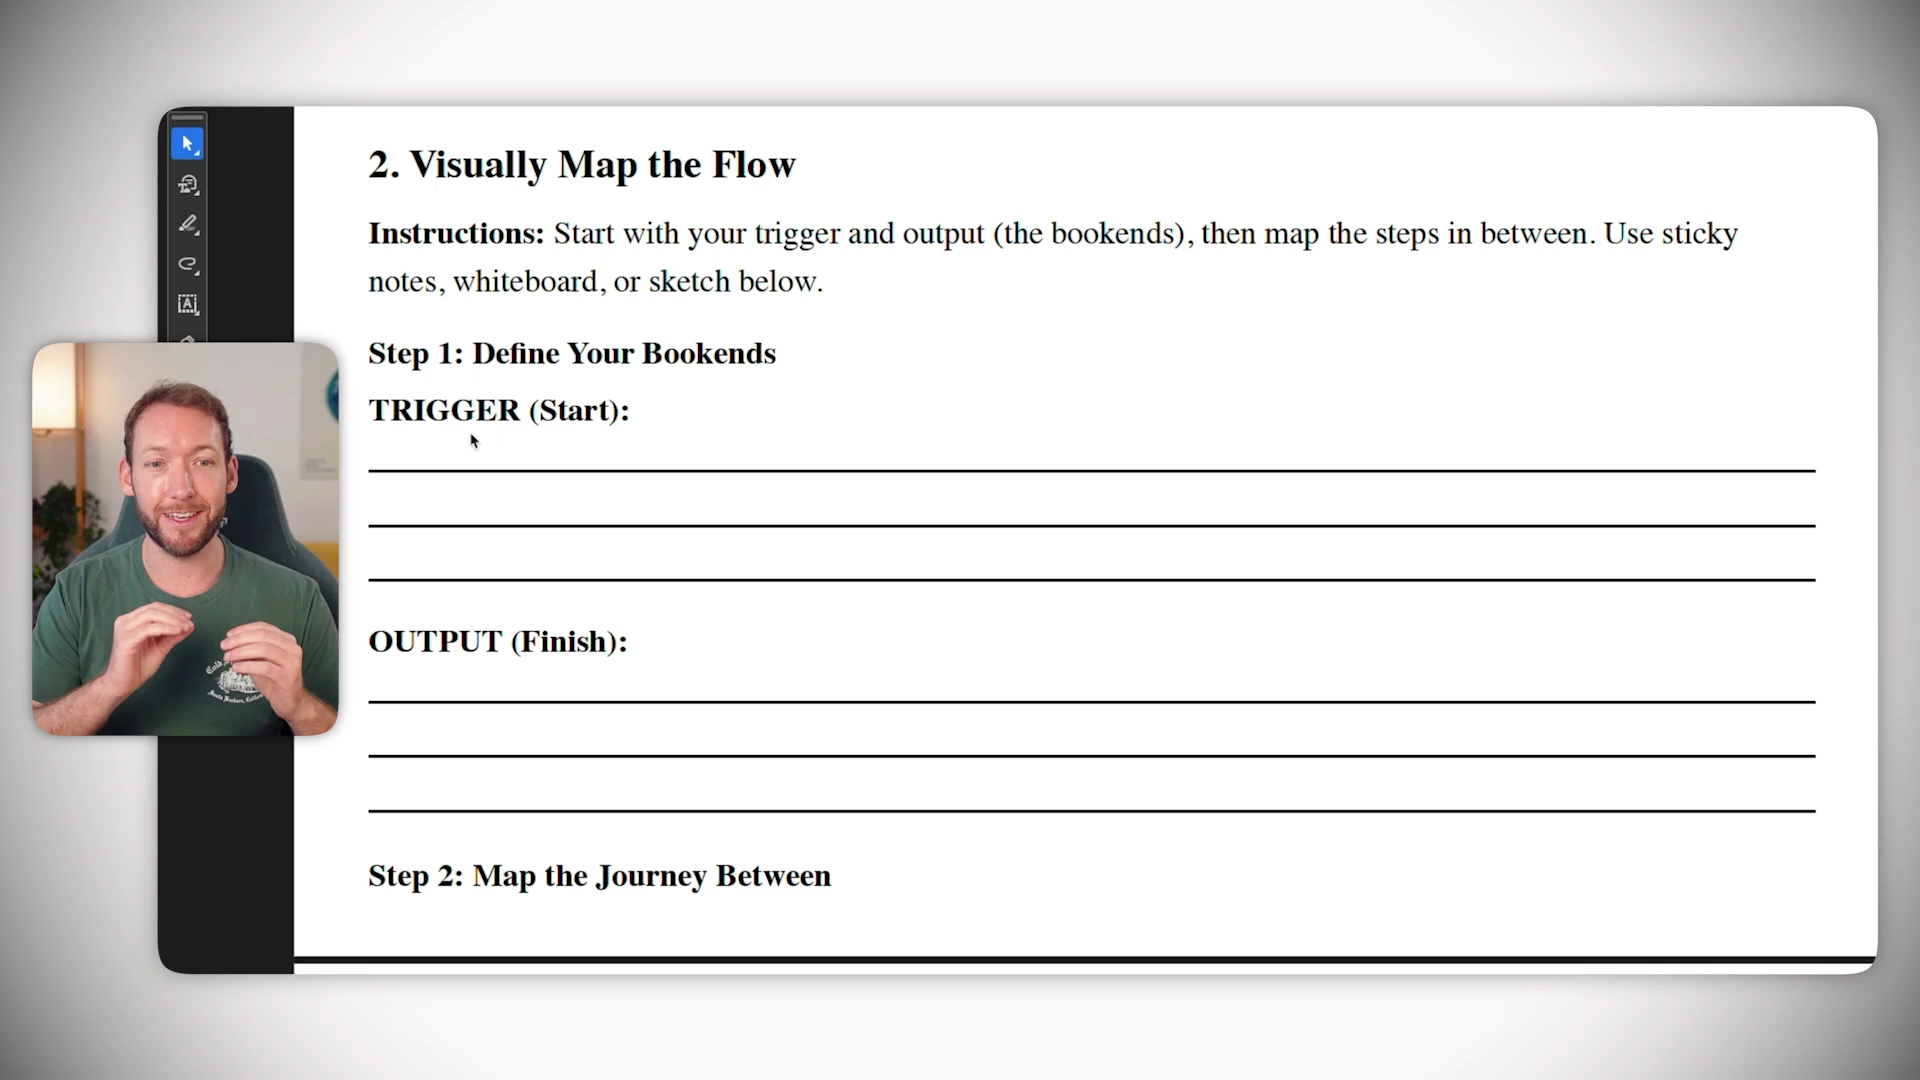 2. Visually Map the Flow
Instructions: Start with your trigger and output (the bookends), then map the steps in between. Use sticky
notes, whiteboard, or sketch below.
Step 1: Define Your Bookends
TRIGGER (Start):
OUTPUT (Finish):
Step 2: Map the Journey Between